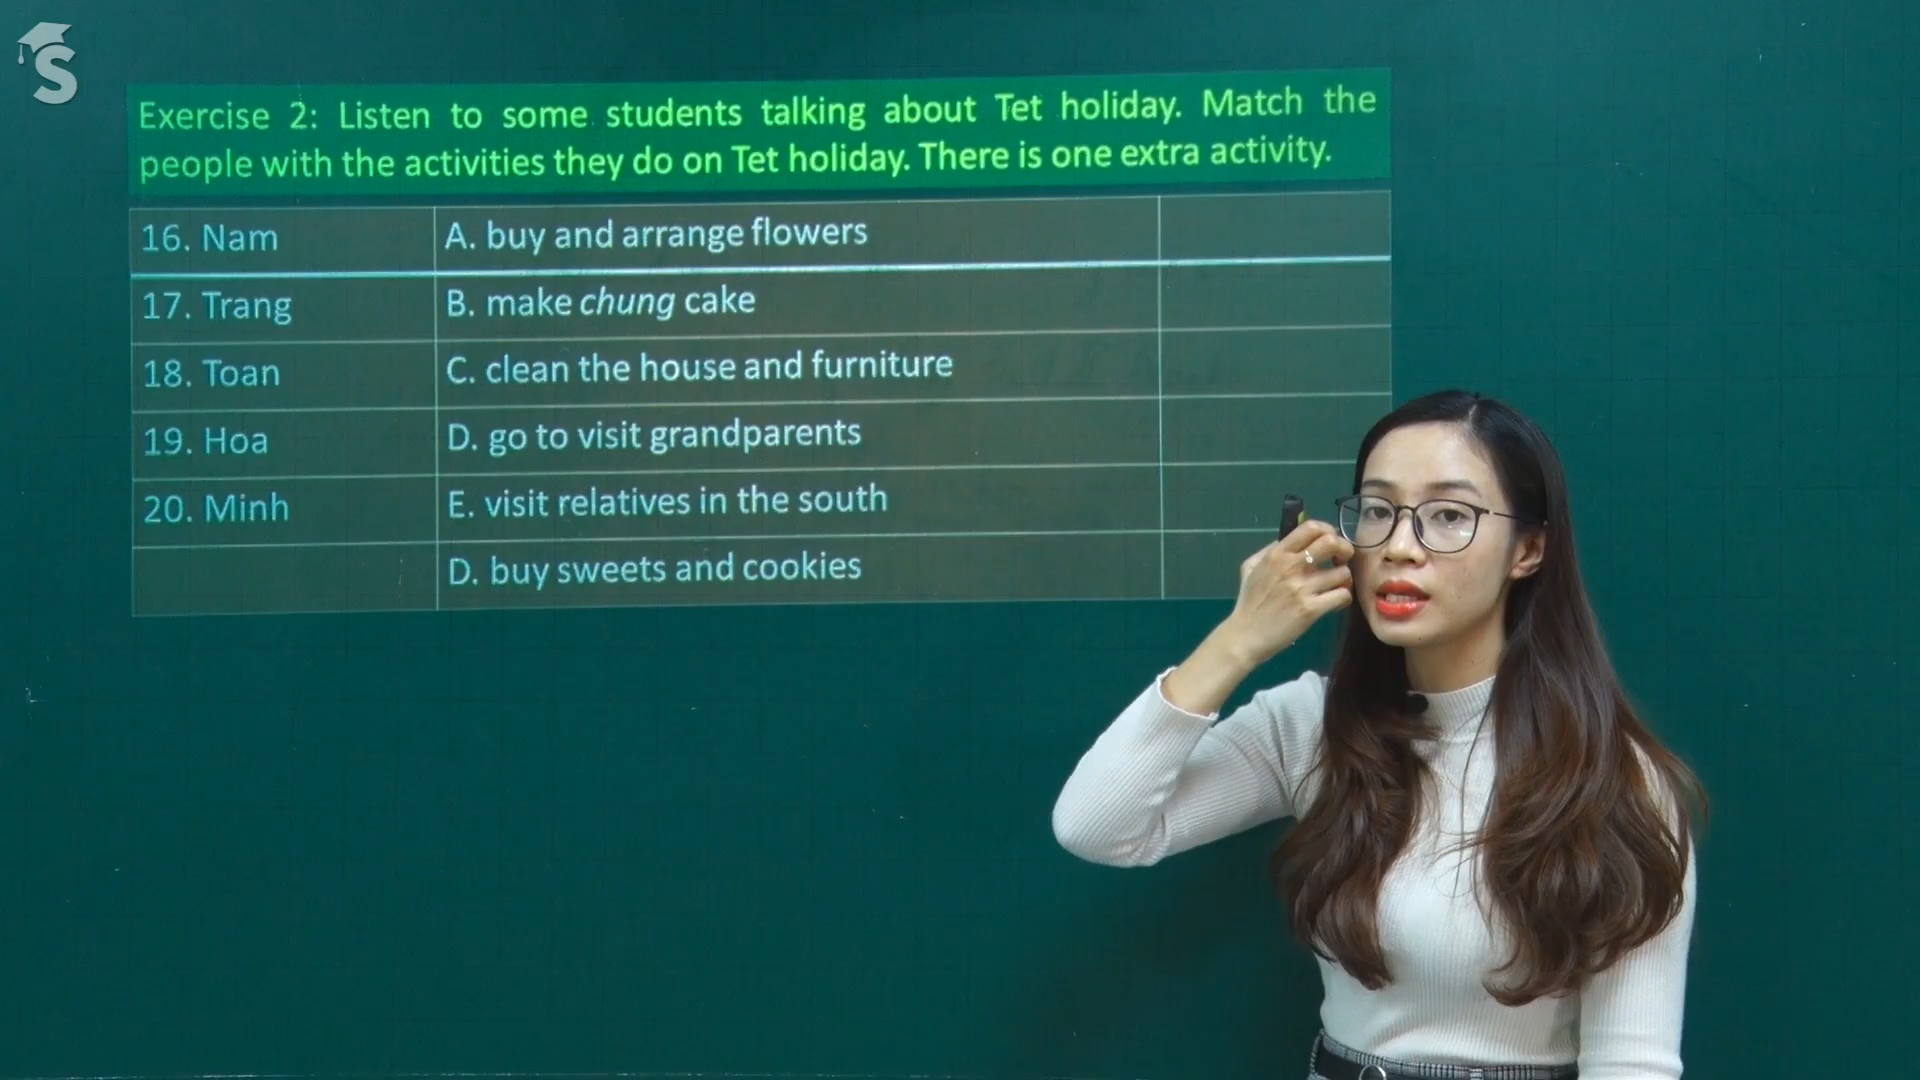 S
Exercise 2: Listen to some students talking about Tet holiday. Match the
people with the activities they do on Tet holiday. There is one extra activity.
16. Nam A. buy and arrange flowers
17. Trang B. make chung cake
18. Toan C. clean the house and furniture
19. Hoa D. go to visit grandparents
20. Minh E. visit relatives in the south
D. buy sweets and cookies